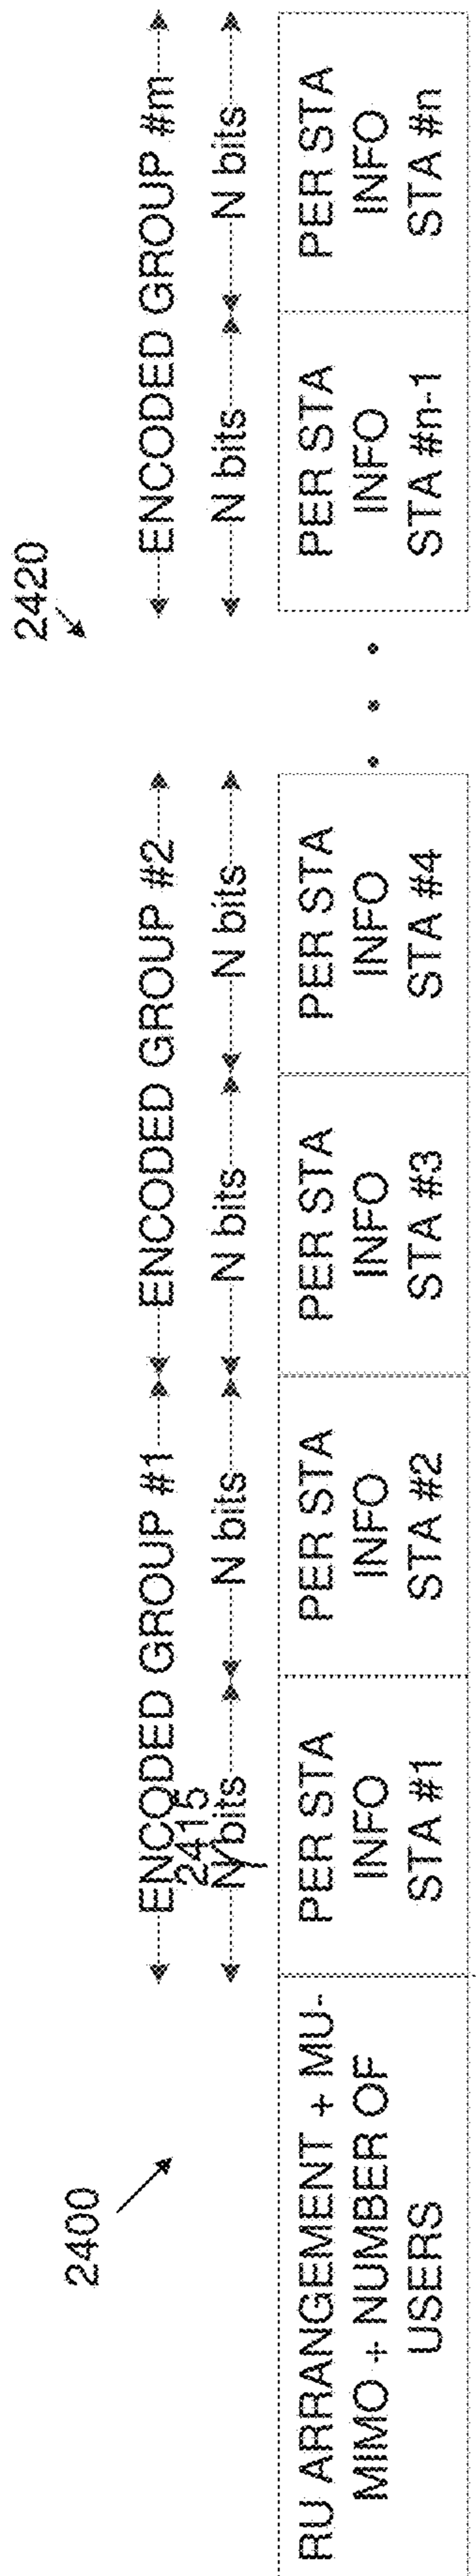 2400
2420
ENCODED GROUP #1
ENCODED GROUP #2
ENCODED GROUP #m
2415
N bits
N bits
N bits
N bits
N bits
N bits
RU ARRANGEMENT + MU-
MIMO + NUMBER OF
USERS
PER STA
INFO
STA #1
PER STA
INFO
STA #2
PER STA
INFO
STA #3
PER STA
INFO
STA #4
PER STA
INFO
STA #n-1
PER STA
INFO
STA #n